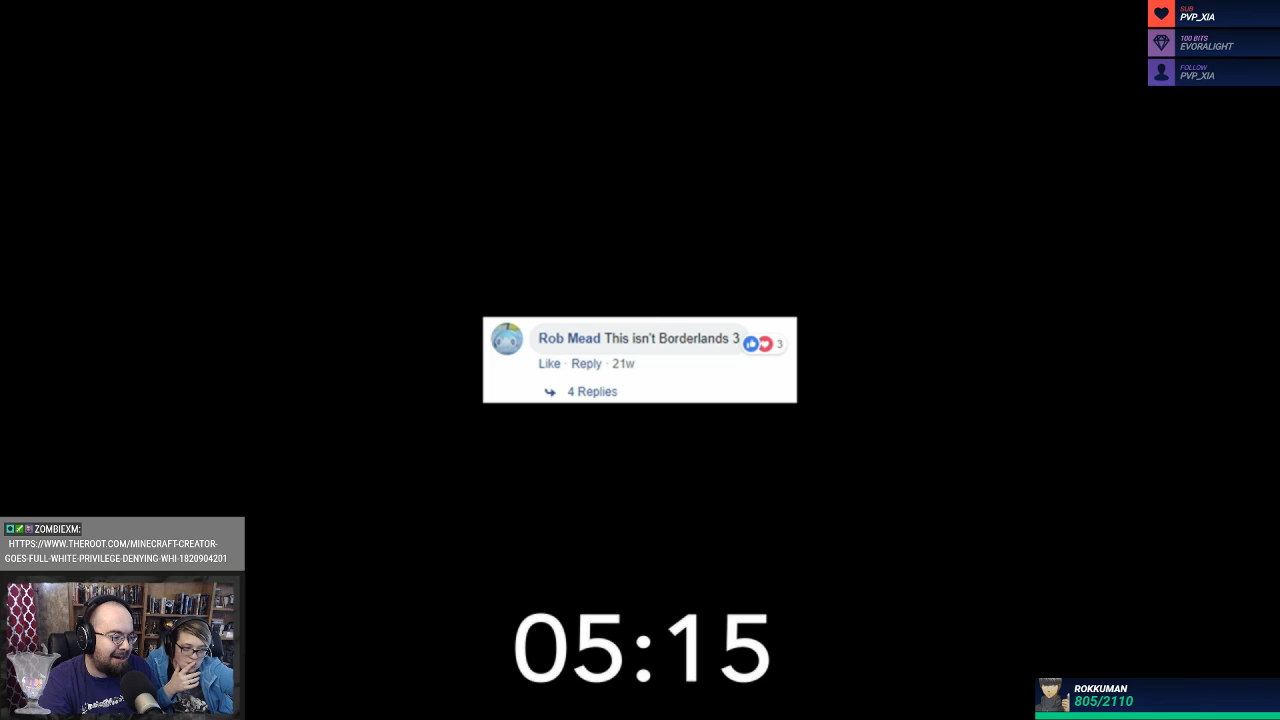 SUB
PVP_XIA
100 BITS
EVORALIGHT
FOLLOW
PVP_XIA
Rob Mead This isn't Borderlands 3
3
Like · Reply · 21w
4 Replies
ZOMBIEXM:
HTTPS://WWW.THEROOT.COM/MINECRAFT-CREATOR-
GOES-FULL-WHITE-PRIVILEGE-DENYING-WHI-1820904201
05:15
ROKKUMAN
805/2110